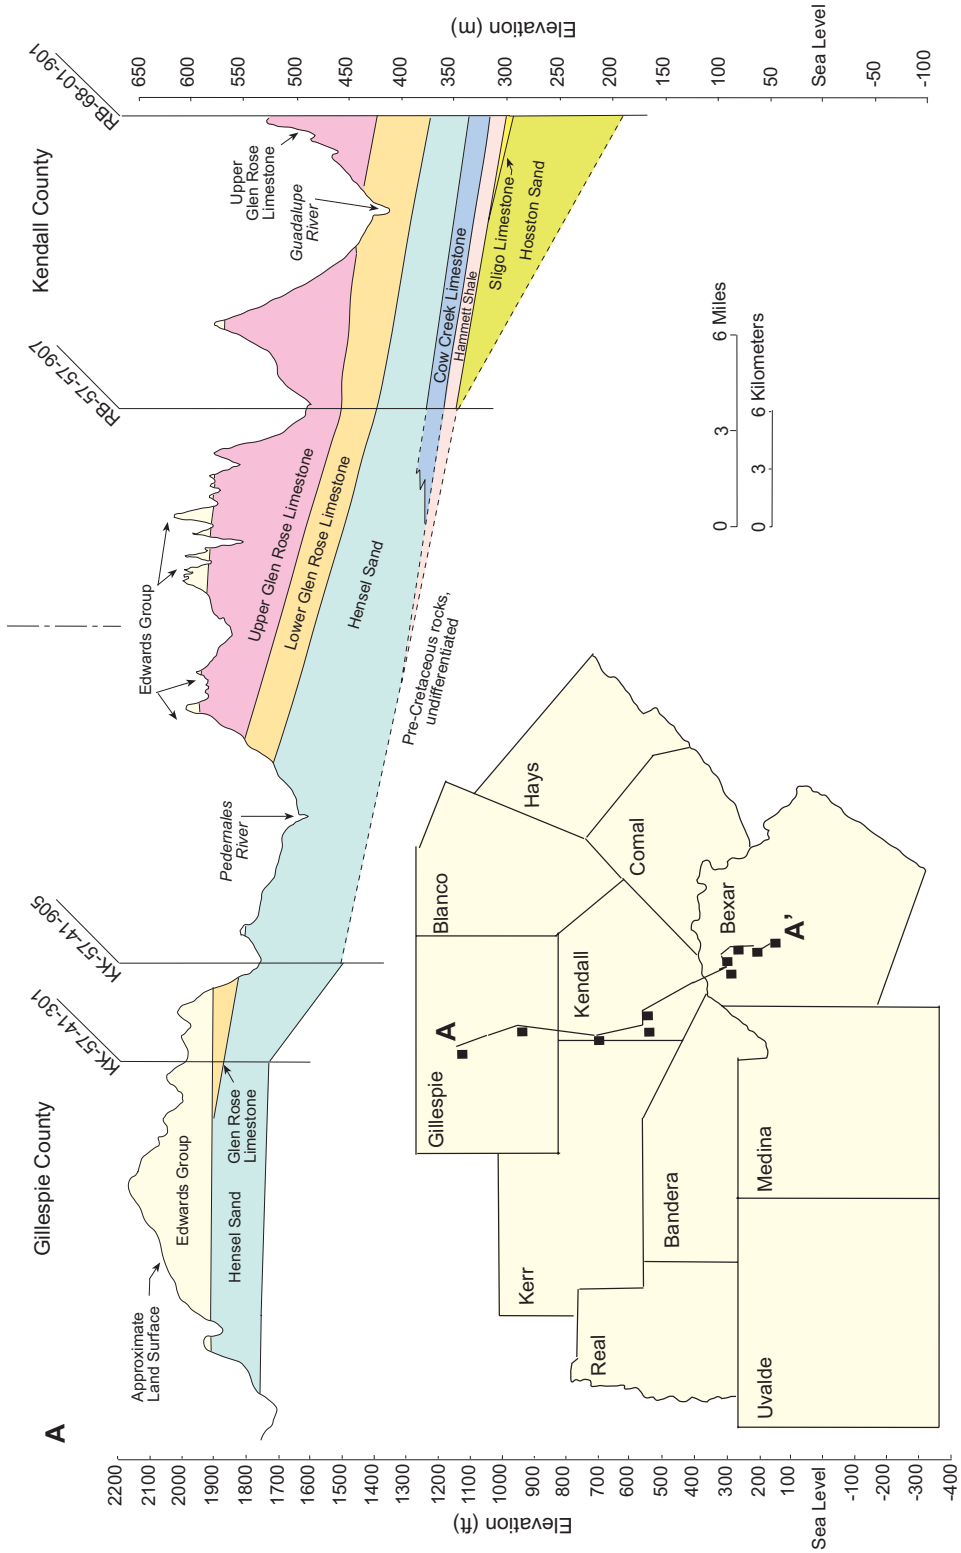 A
Gillespie County
Kendall County
KK-57-41-301
KK-57-41-905
RB-57-57-907
RB-68-01-901
Elevation (ft)
2200
2100
2000
1900
1800
1700
1600
1500
1400
1300
1200
1100
1000
900
800
700
600
500
400
300
200
100
Sea Level
-100
-200
-300
-400
Approximate
Land Surface
Edwards Group
Hensel Sand
Glen Rose
Limestone
Pedernales
River
Edwards Group
Upper Glen Rose Limestone
Lower Glen Rose Limestone
Hensel Sand
Pre-Cretaceous rocks,
undifferentiated
Guadalupe
River
Upper
Glen Rose
Limestone
Cow Creek Limestone
Hammett Shale
Sligo Limestone
Hosston Sand
Elevation (m)
650
600
550
500
450
400
350
300
250
200
150
100
50
Sea Level
-50
-100
0 3 6 Miles
0 3 6 Kilometers
Gillespie
Blanco
Hays
Kerr
Kendall
Comal
Real
Bandera
Bexar
Uvalde
Medina
A
A'